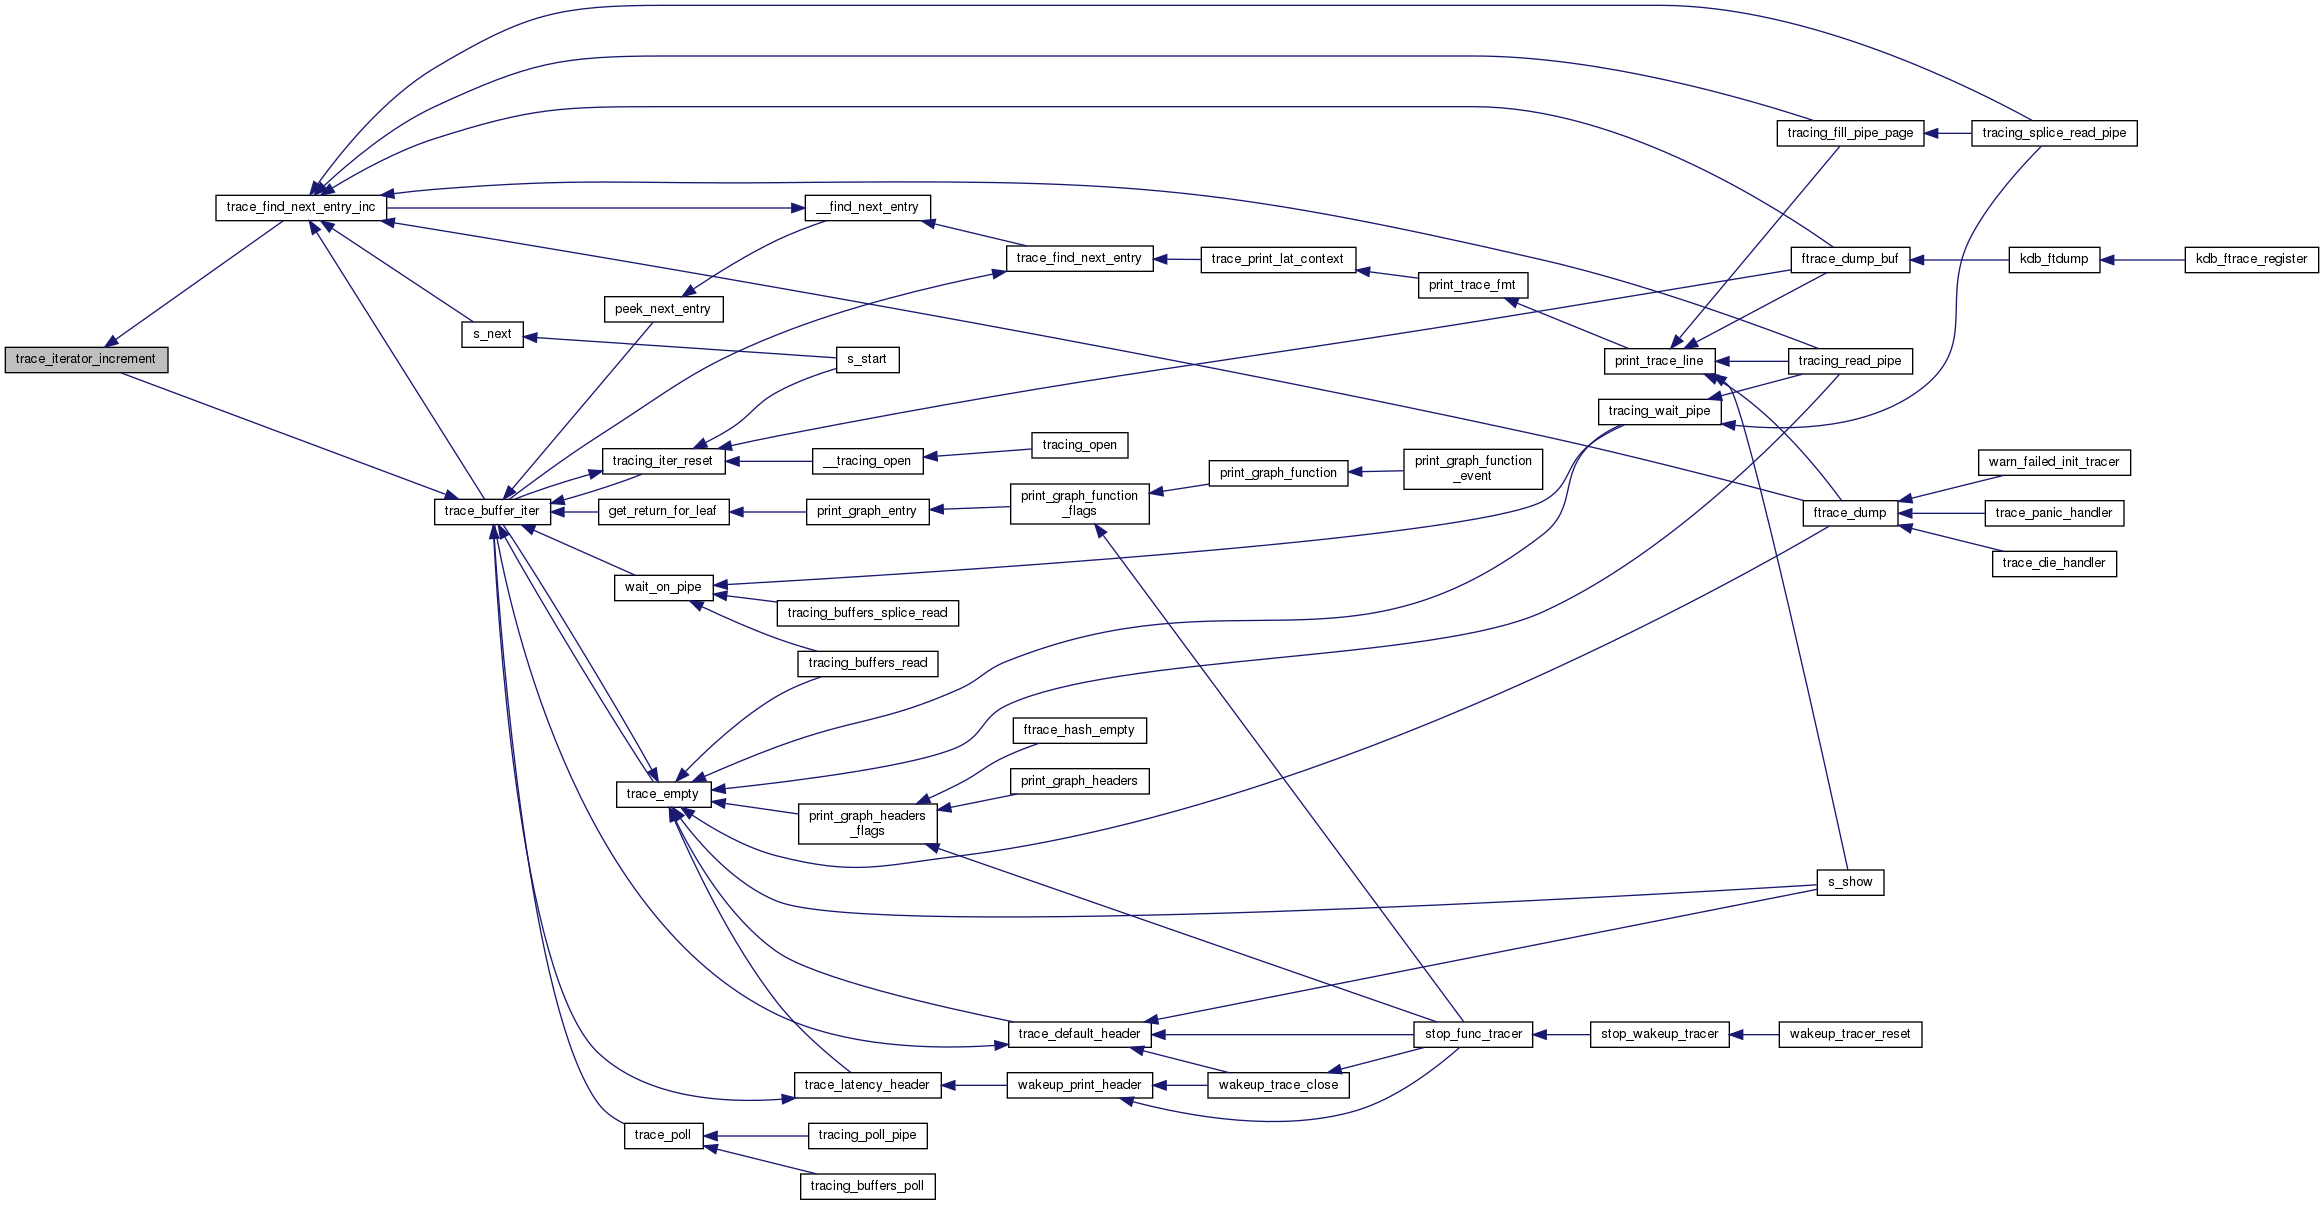 tracing_fill_pipe_page
tracing_splice_read_pipe
trace_find_next_entry_inc
__find_next_entry
trace_find_next_entry
trace_print_lat_context
ftrace_dump_buf
kdb_ftdump
kdb_ftrace_register
print_trace_fmt
peek_next_entry
s_next
trace_iterator_increment
s_start
print_trace_line
tracing_read_pipe
tracing_wait_pipe
tracing_open
tracing_iter_reset
__tracing_open
print_graph_function
print_graph_function
_event
warn_failed_init_tracer
print_graph_function
_flags
trace_buffer_iter
get_return_for_leaf
print_graph_entry
ftrace_dump
trace_panic_handler
trace_die_handler
wait_on_pipe
tracing_buffers_splice_read
tracing_buffers_read
ftrace_hash_empty
print_graph_headers
trace_empty
print_graph_headers
_flags
s_show
trace_default_header
stop_func_tracer
stop_wakeup_tracer
wakeup_tracer_reset
trace_latency_header
wakeup_print_header
wakeup_trace_close
trace_poll
tracing_poll_pipe
tracing_buffers_poll